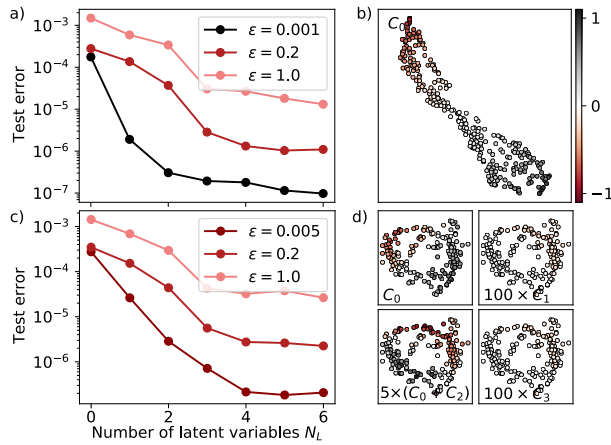 a)
Test error
10⁻⁴
10⁻⁵
10⁻⁶
10⁻⁷
ε = 0.001
ε = 0.2
ε = 1.0
b)
C₀
1
0
−1
c)
Test error
10⁻³
10⁻⁴
10⁻⁵
10⁻⁶
ε = 0.005
ε = 0.2
ε = 1.0
0
2
4
6
Number of latent variables N_L
d)
C₀
100 × C₁
5×(C₀ + C₂)
100 × C₃